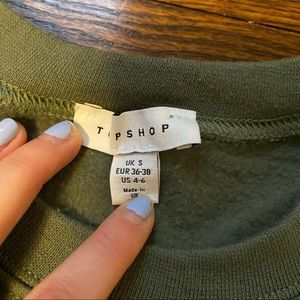 TOPSHOP
UK S
EUR 36-38
US 4-6
Made in
UK